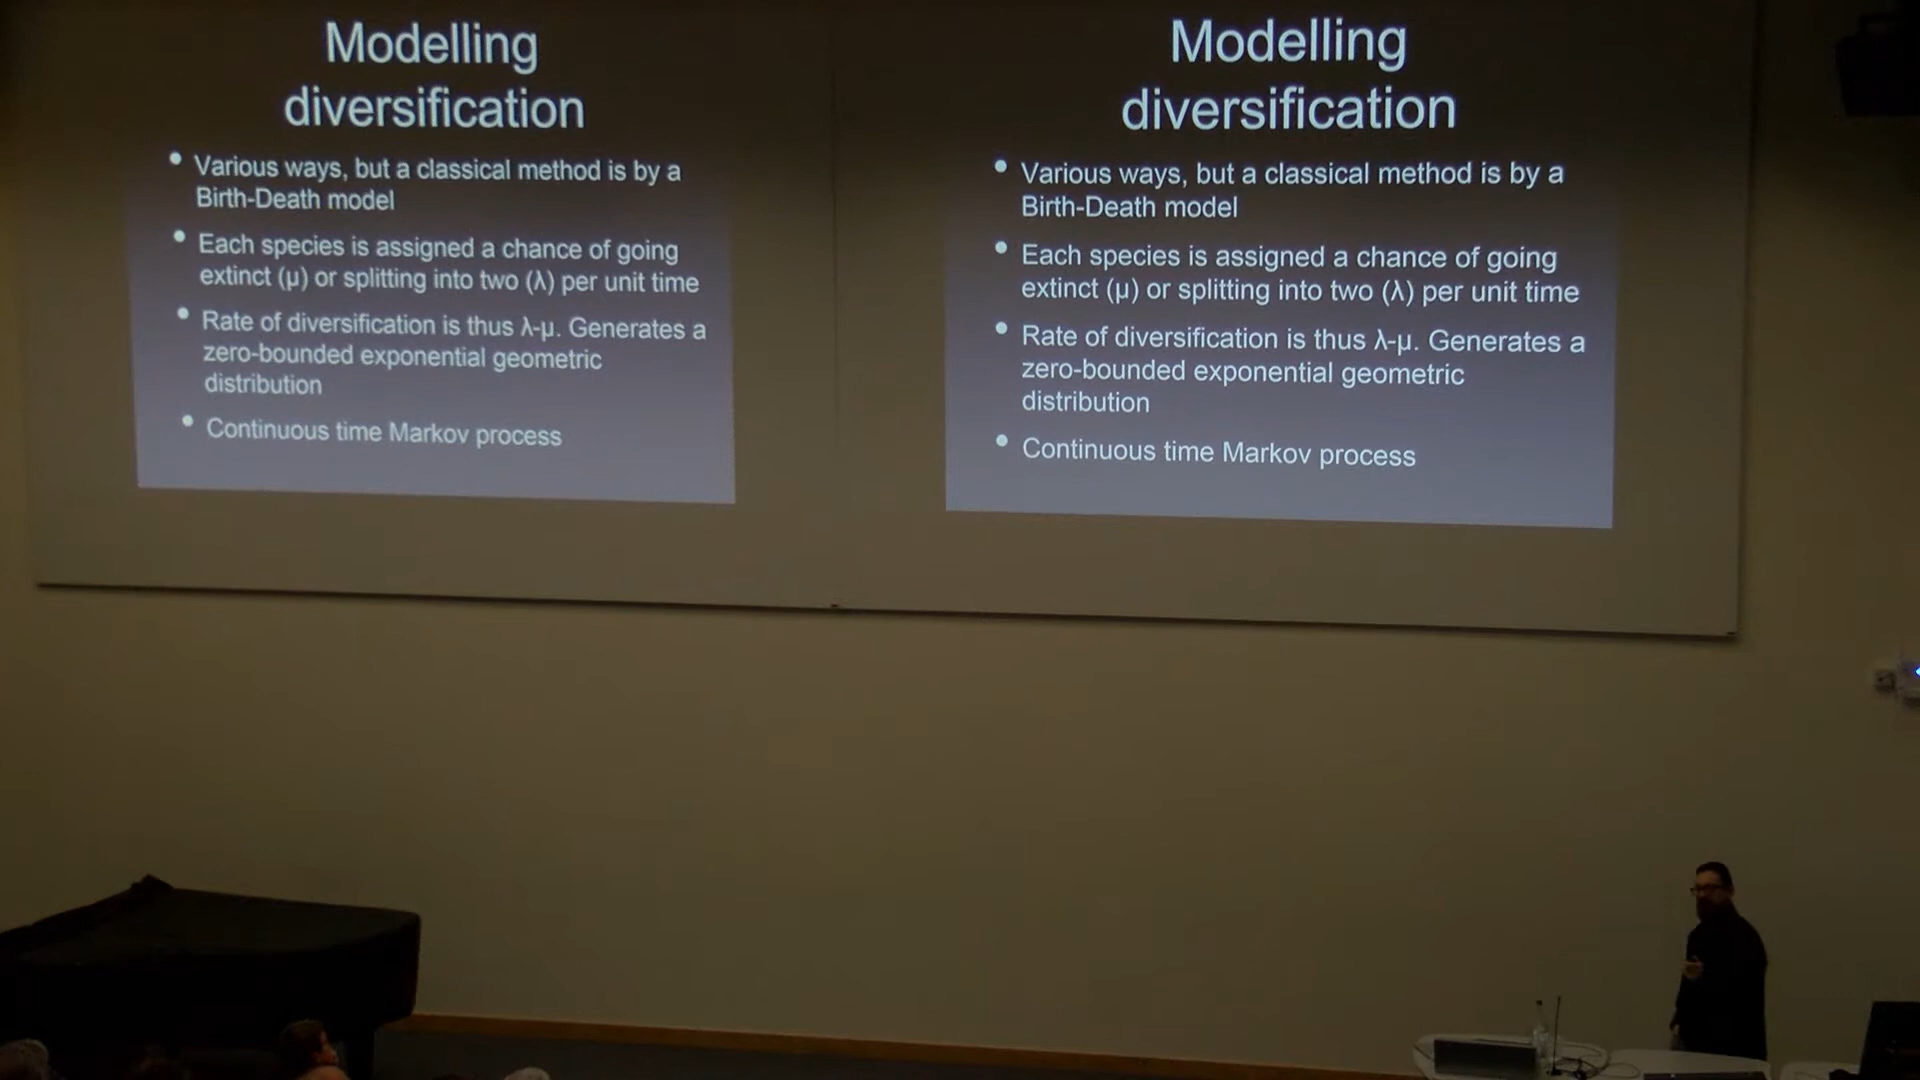 Modelling
diversification
• Various ways, but a classical method is by a
Birth-Death model
• Each species is assigned a chance of going
extinct (μ) or splitting into two (λ) per unit time
• Rate of diversification is thus λ-μ. Generates a
zero-bounded exponential geometric
distribution
• Continuous time Markov process
Modelling
diversification
• Various ways, but a classical method is by a
Birth-Death model
• Each species is assigned a chance of going
extinct (μ) or splitting into two (λ) per unit time
• Rate of diversification is thus λ-μ. Generates a
zero-bounded exponential geometric
distribution
• Continuous time Markov process